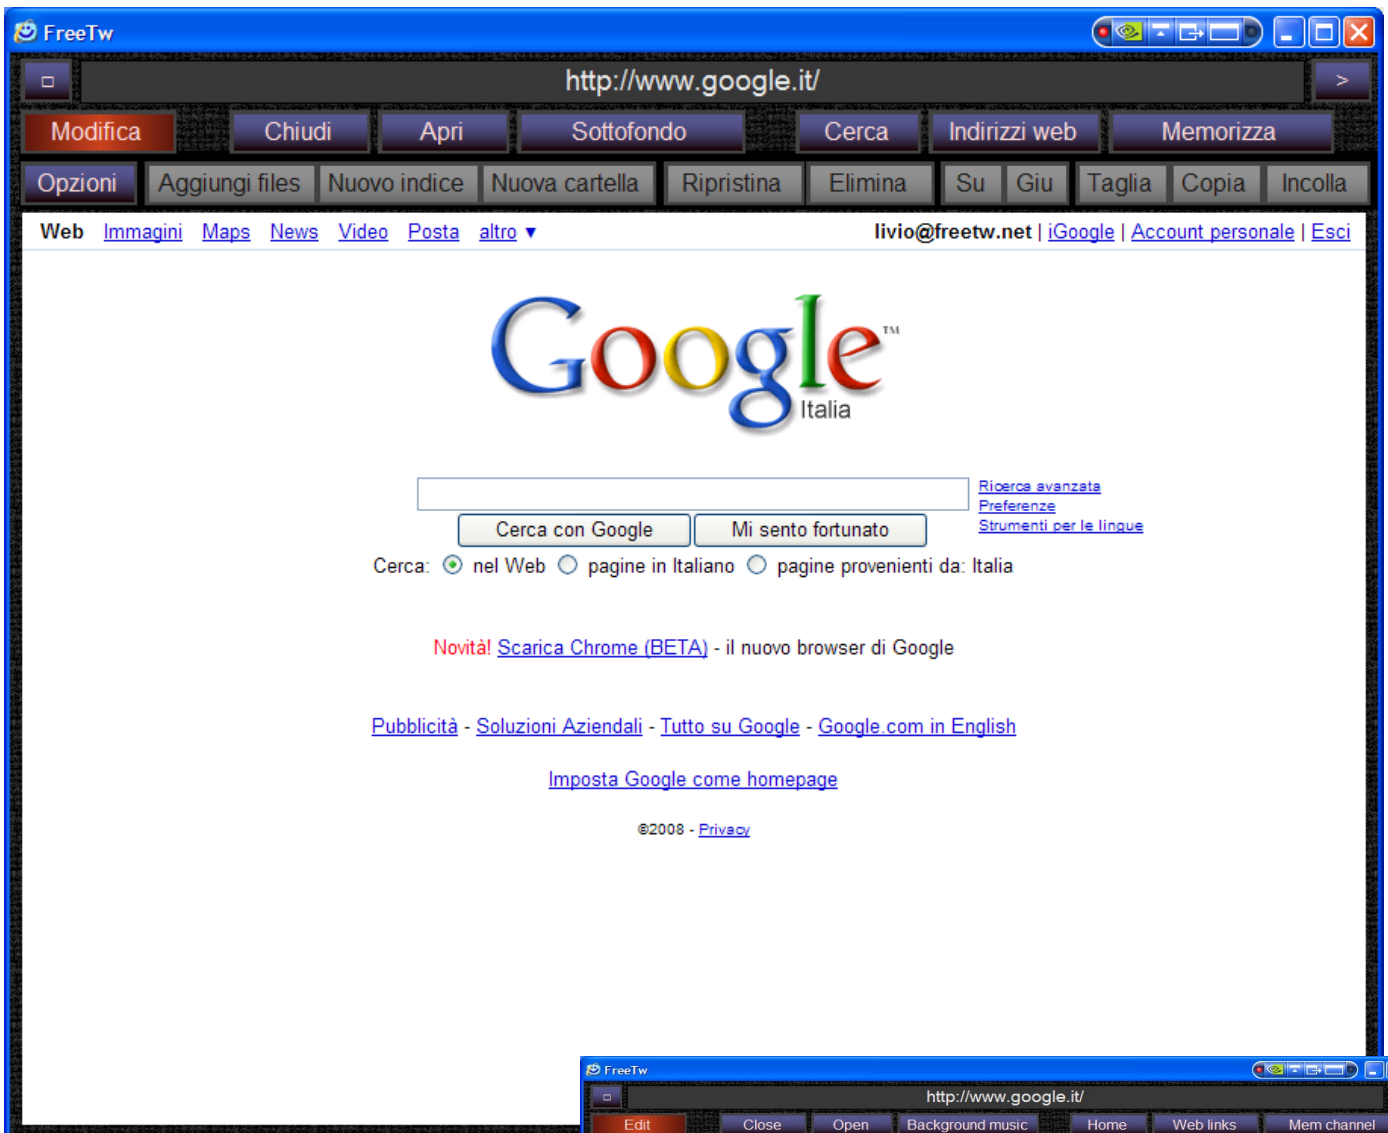 FreeTw
http://www.google.it/ >
Modifica Chiudi Apri Sottofondo Cerca Indirizzi web Memorizza
Opzioni Aggiungi files Nuovo indice Nuova cartella Ripristina Elimina Su Giu Taglia Copia Incolla
Web Immagini Maps News Video Posta altro ▼ livio@freetw.net | iGoogle | Account personale | Esci
Google™
Italia
Ricerca avanzata
Preferenze
Strumenti per le lingue
Cerca con Google Mi sento fortunato
Cerca: nel Web pagine in Italiano pagine provenienti da: Italia
Novità! Scarica Chrome (BETA) - il nuovo browser di Google
Pubblicità - Soluzioni Aziendali - Tutto su Google - Google.com in English
Imposta Google come homepage
©2008 - Privacy
FreeTw
http://www.google.it/
Edit Close Open Background music Home Web links Mem channel